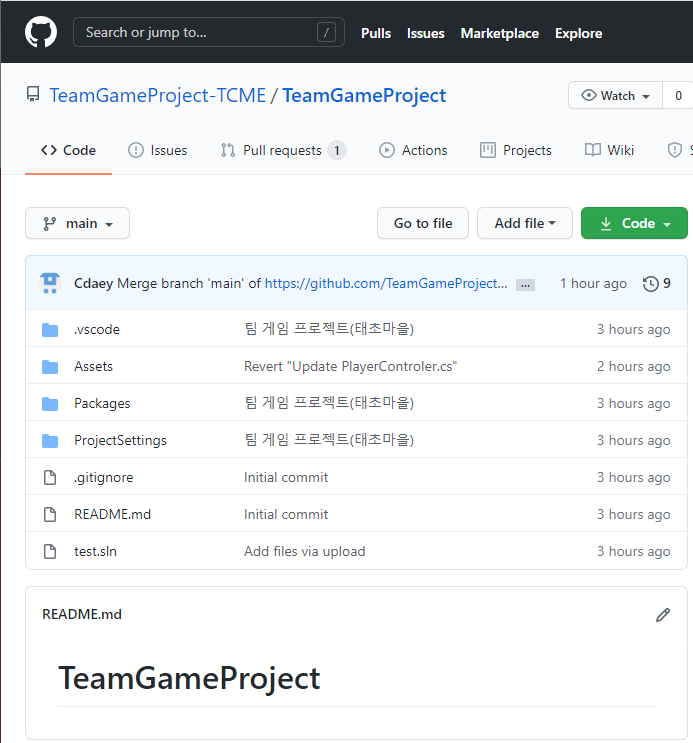 Search or jump to... /
Pulls Issues Marketplace Explore
TeamGameProject-TCME / TeamGameProject
Watch 0
Code Issues Pull requests 1 Actions Projects Wiki S
main Go to file Add file Code
Cdaey Merge branch 'main' of https://github.com/TeamGameProject... ... 1 hour ago 9
.vscode 팀 게임 프로젝트(태초마을) 3 hours ago
Assets Revert "Update PlayerControler.cs" 2 hours ago
Packages 팀 게임 프로젝트(태초마을) 3 hours ago
ProjectSettings 팀 게임 프로젝트(태초마을) 3 hours ago
.gitignore Initial commit 3 hours ago
README.md Initial commit 3 hours ago
test.sln Add files via upload 3 hours ago
README.md
TeamGameProject